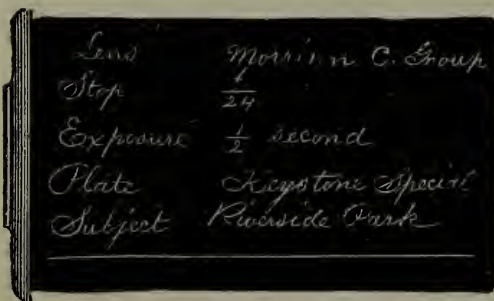 Lens Morrison C. Group
Stop 1/24
Exposure 1/2 second
Plate Keystone Special
Subject Riverside Park